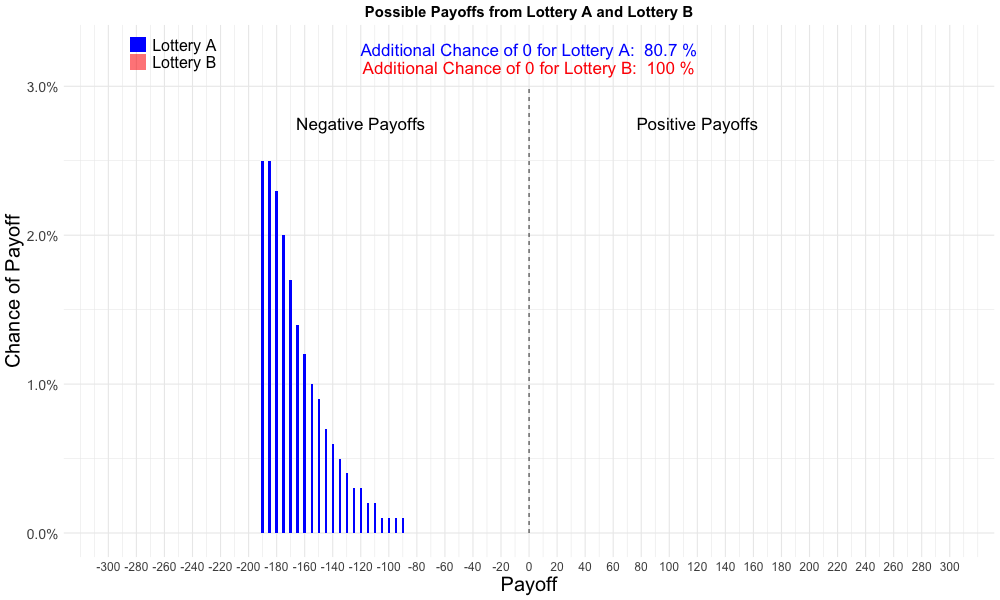 Possible Payoffs from Lottery A and Lottery B
Lottery A
Lottery B
Additional Chance of 0 for Lottery A:  80.7 %
Additional Chance of 0 for Lottery B:  100 %
Negative Payoffs
Positive Payoffs
Chance of Payoff
3.0%
2.0%
1.0%
0.0%
-300 -280 -260 -240 -220 -200 -180 -160 -140 -120 -100 -80 -60 -40 -20 0 20 40 60 80 100 120 140 160 180 200 220 240 260 280 300
Payoff